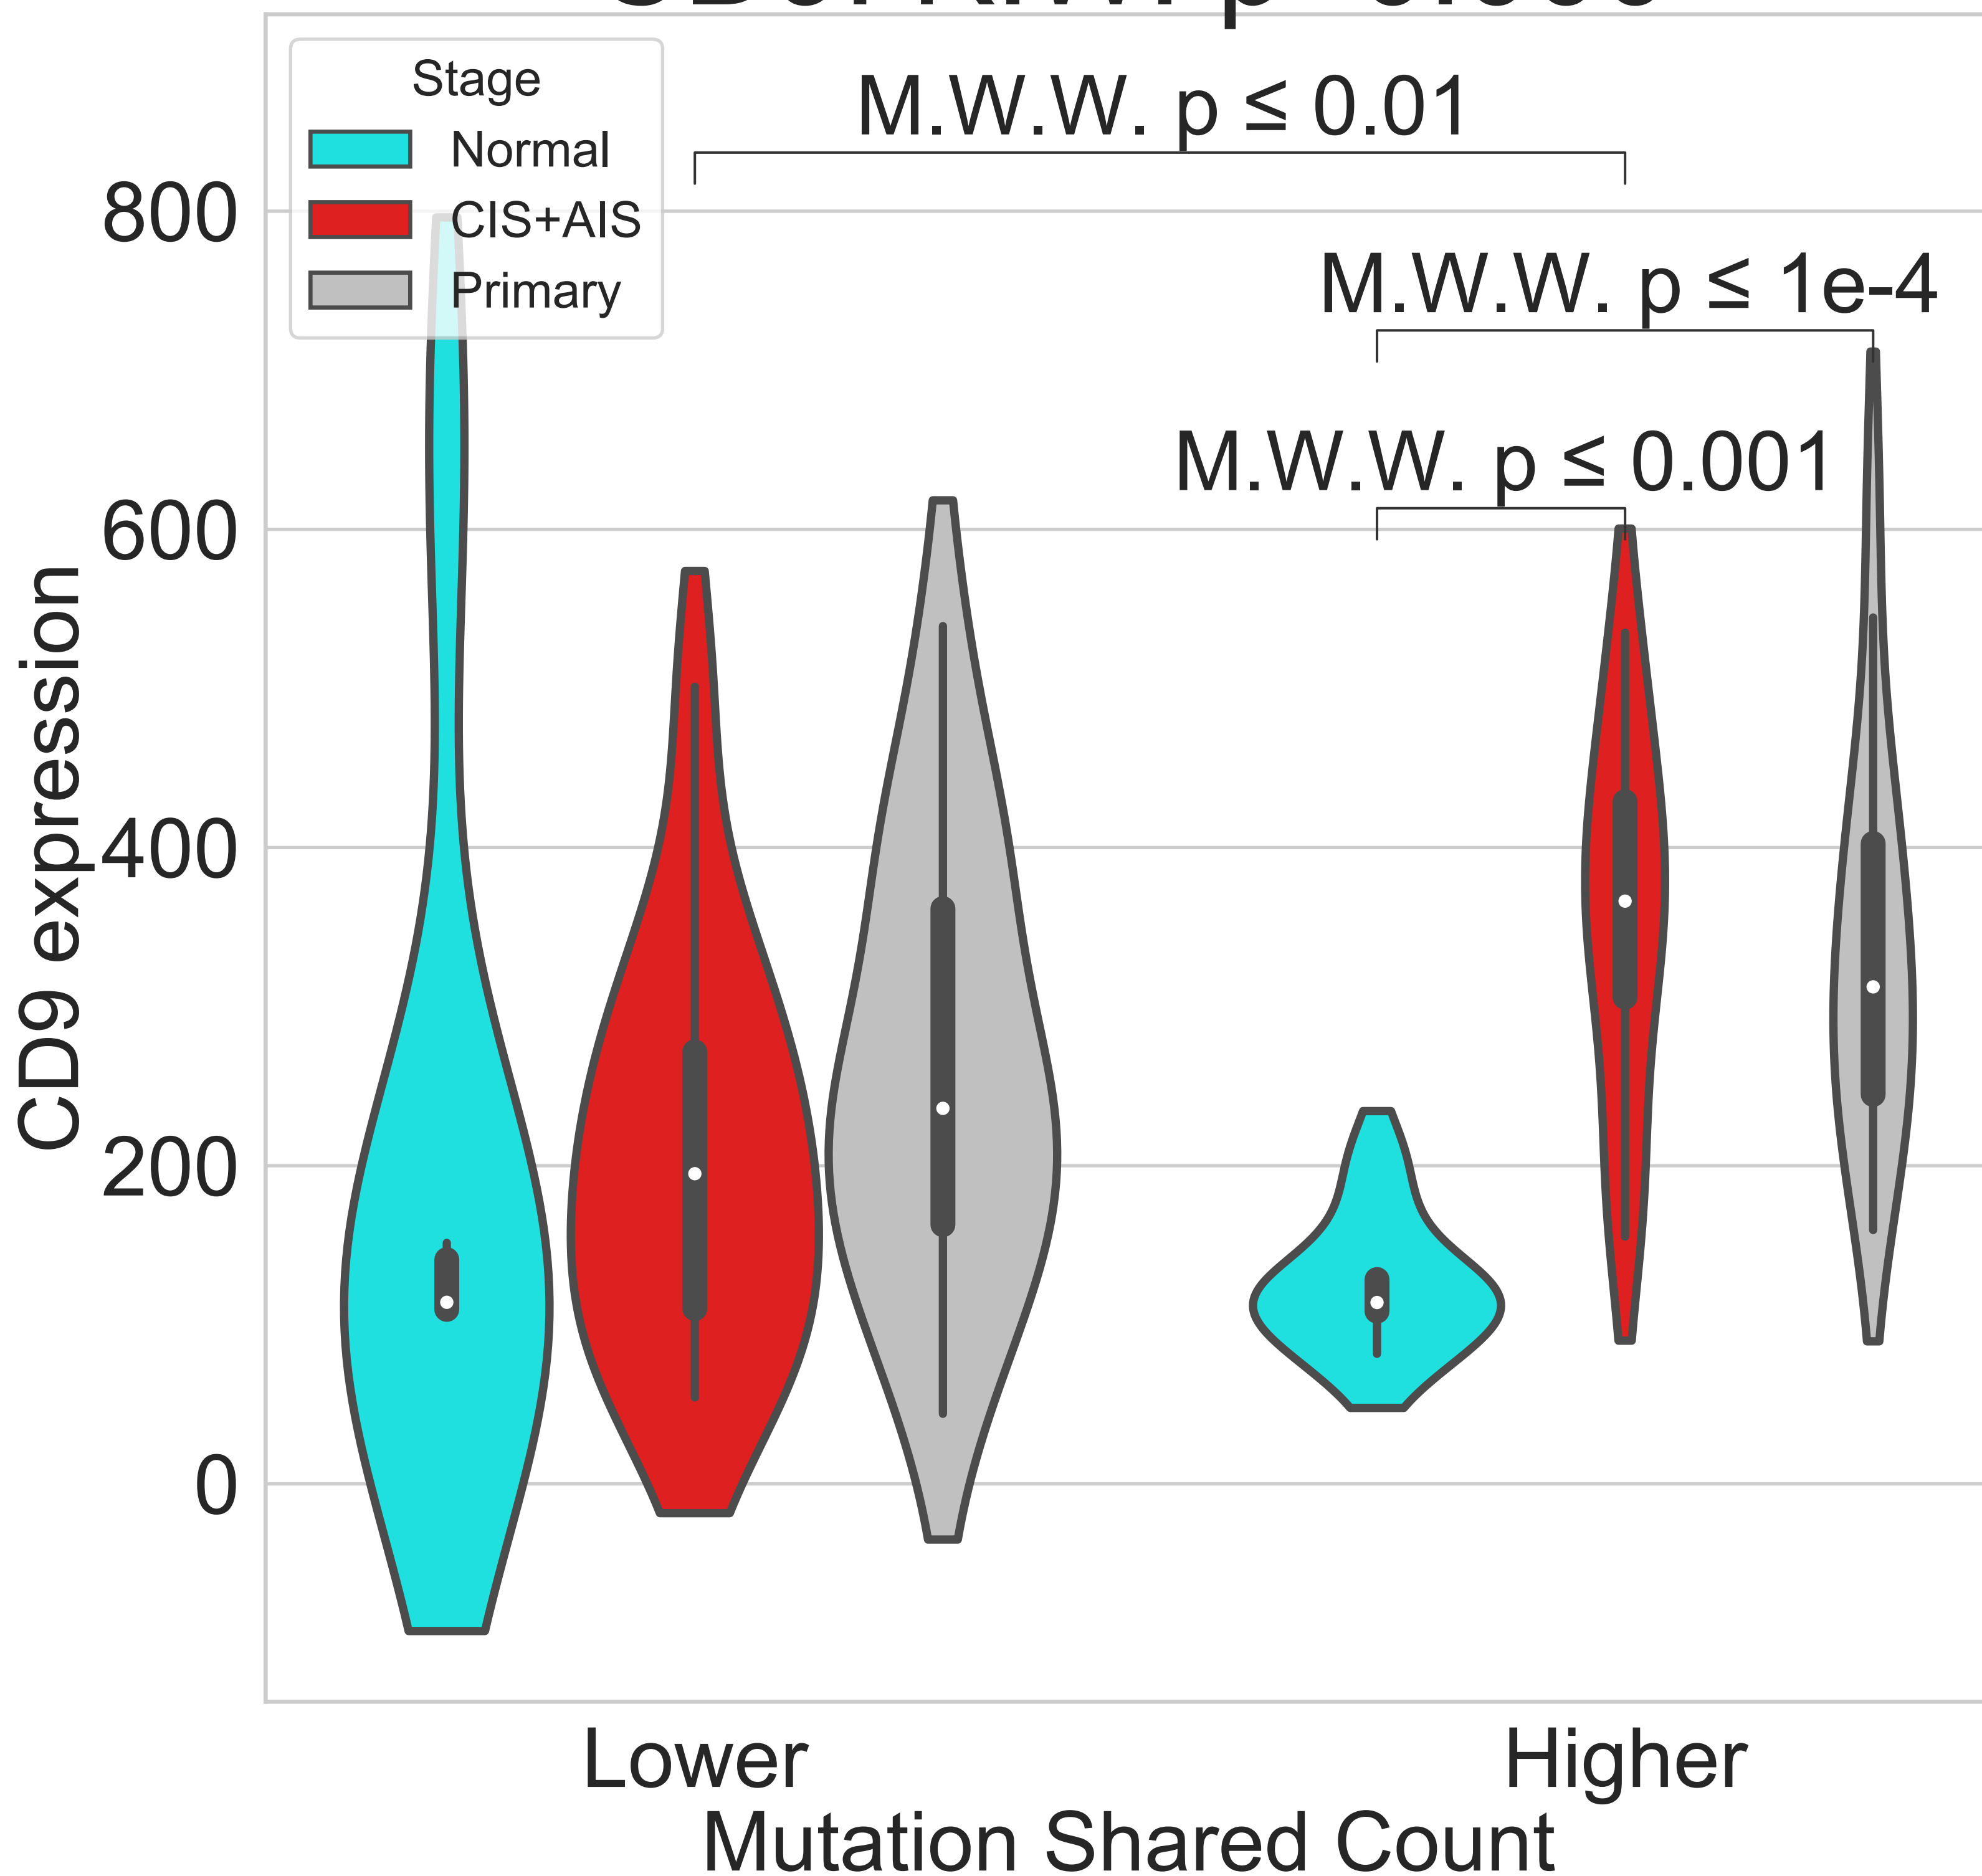 Stage
Normal
CIS+AIS
Primary
M.W.W. p ≤ 0.01
M.W.W. p ≤ 1e-4
M.W.W. p ≤ 0.001
800
600
400
200
0
CD9 expression
Lower
Higher
Mutation Shared Count